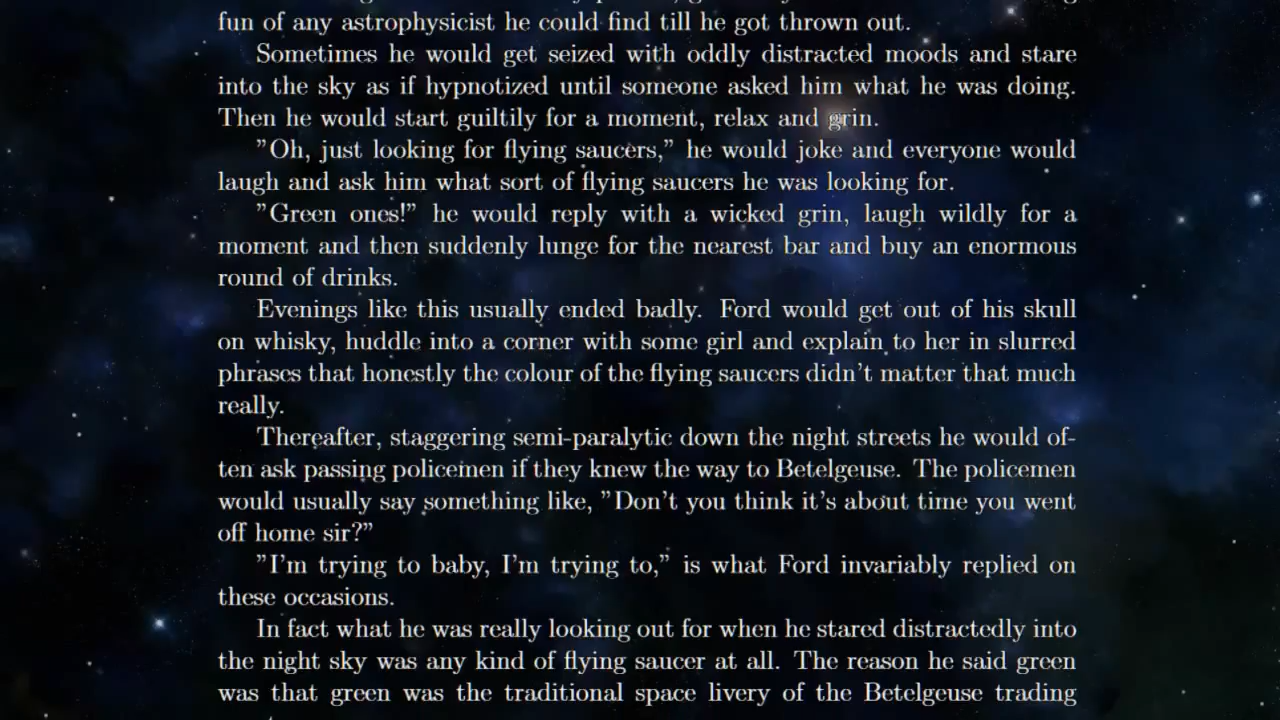 fun of any astrophysicist he could find till he got thrown out.
Sometimes he would get seized with oddly distracted moods and stare
into the sky as if hypnotized until someone asked him what he was doing.
Then he would start guiltily for a moment, relax and grin.
"Oh, just looking for flying saucers," he would joke and everyone would
laugh and ask him what sort of flying saucers he was looking for.
"Green ones!" he would reply with a wicked grin, laugh wildly for a
moment and then suddenly lunge for the nearest bar and buy an enormous
round of drinks.
Evenings like this usually ended badly. Ford would get out of his skull
on whisky, huddle into a corner with some girl and explain to her in slurred
phrases that honestly the colour of the flying saucers didn't matter that much
really.
Thereafter, staggering semi-paralytic down the night streets he would of-
ten ask passing policemen if they knew the way to Betelgeuse. The policemen
would usually say something like, "Don't you think it's about time you went
off home sir?"
"I'm trying to baby, I'm trying to," is what Ford invariably replied on
these occasions.
In fact what he was really looking out for when he stared distractedly into
the night sky was any kind of flying saucer at all. The reason he said green
was that green was the traditional space livery of the Betelgeuse trading